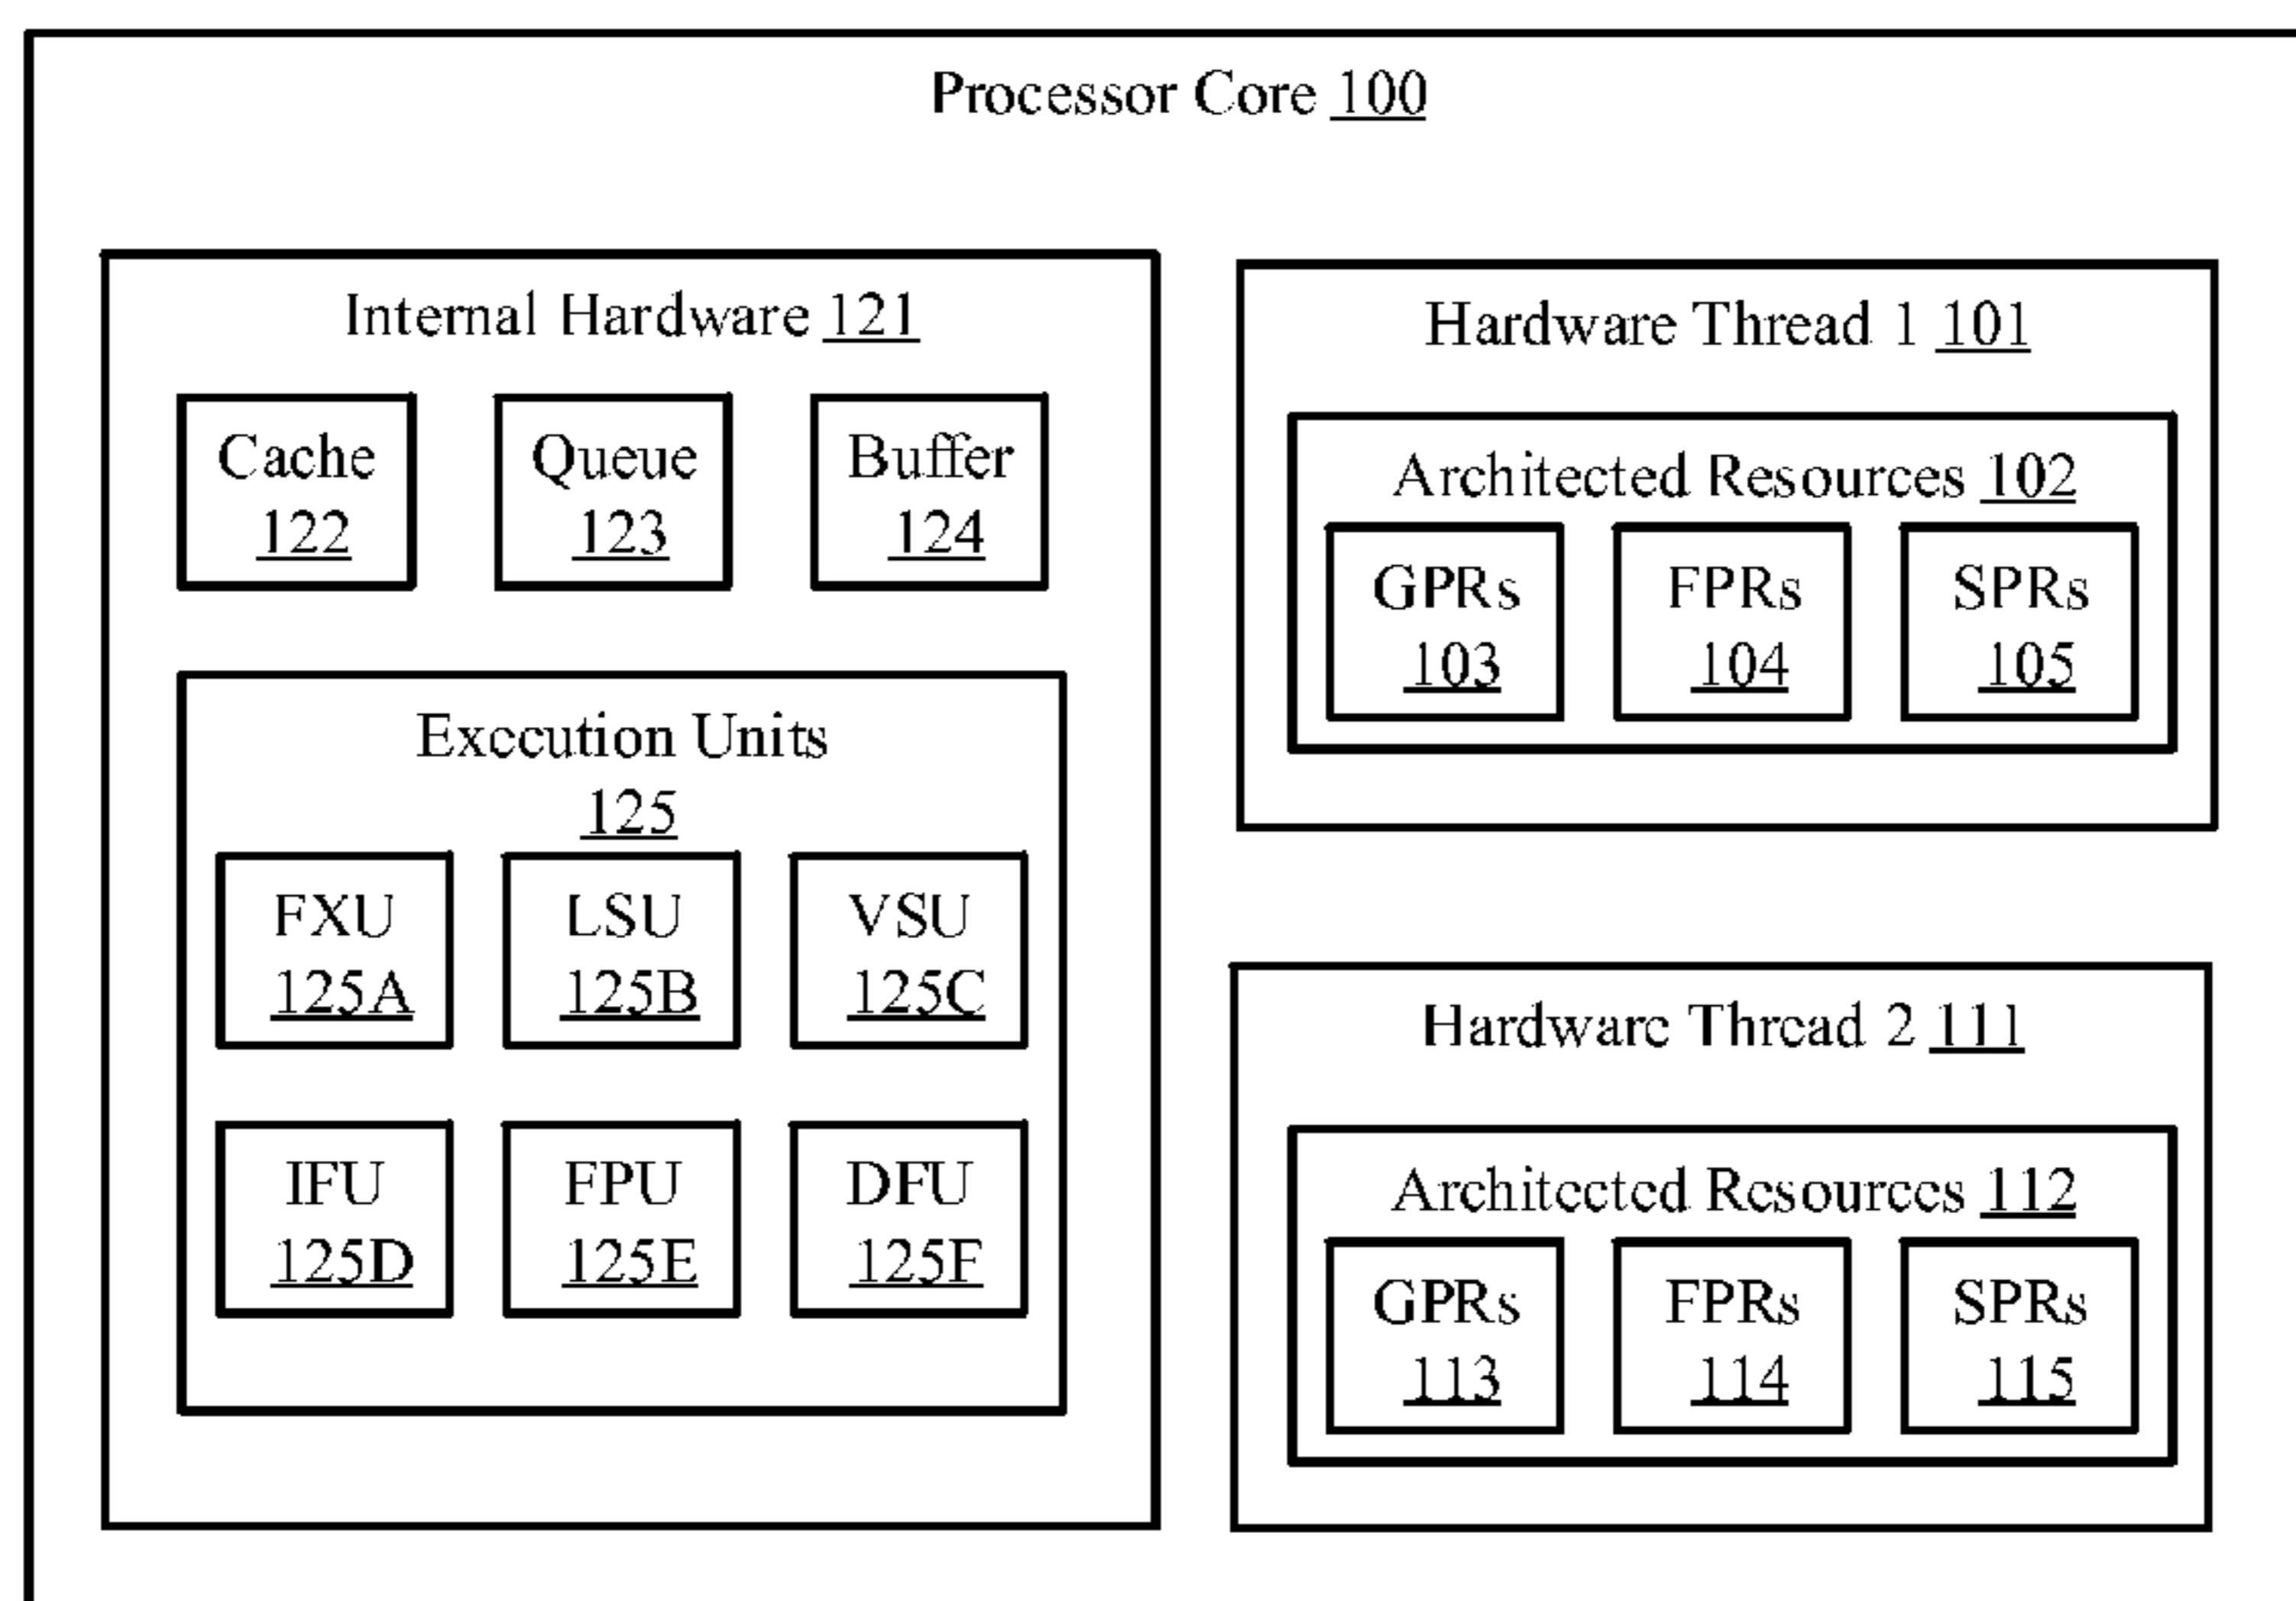 Processor Core 100
Internal Hardware 121
Cache
122
Queue
123
Buffer
124
Execution Units
125
FXU
125A
LSU
125B
VSU
125C
IFU
125D
FPU
125E
DFU
125F
Hardware Thread 1 101
Architected Resources 102
GPRs
103
FPRs
104
SPRs
105
Hardware Thread 2 111
Architected Resources 112
GPRs
113
FPRs
114
SPRs
115